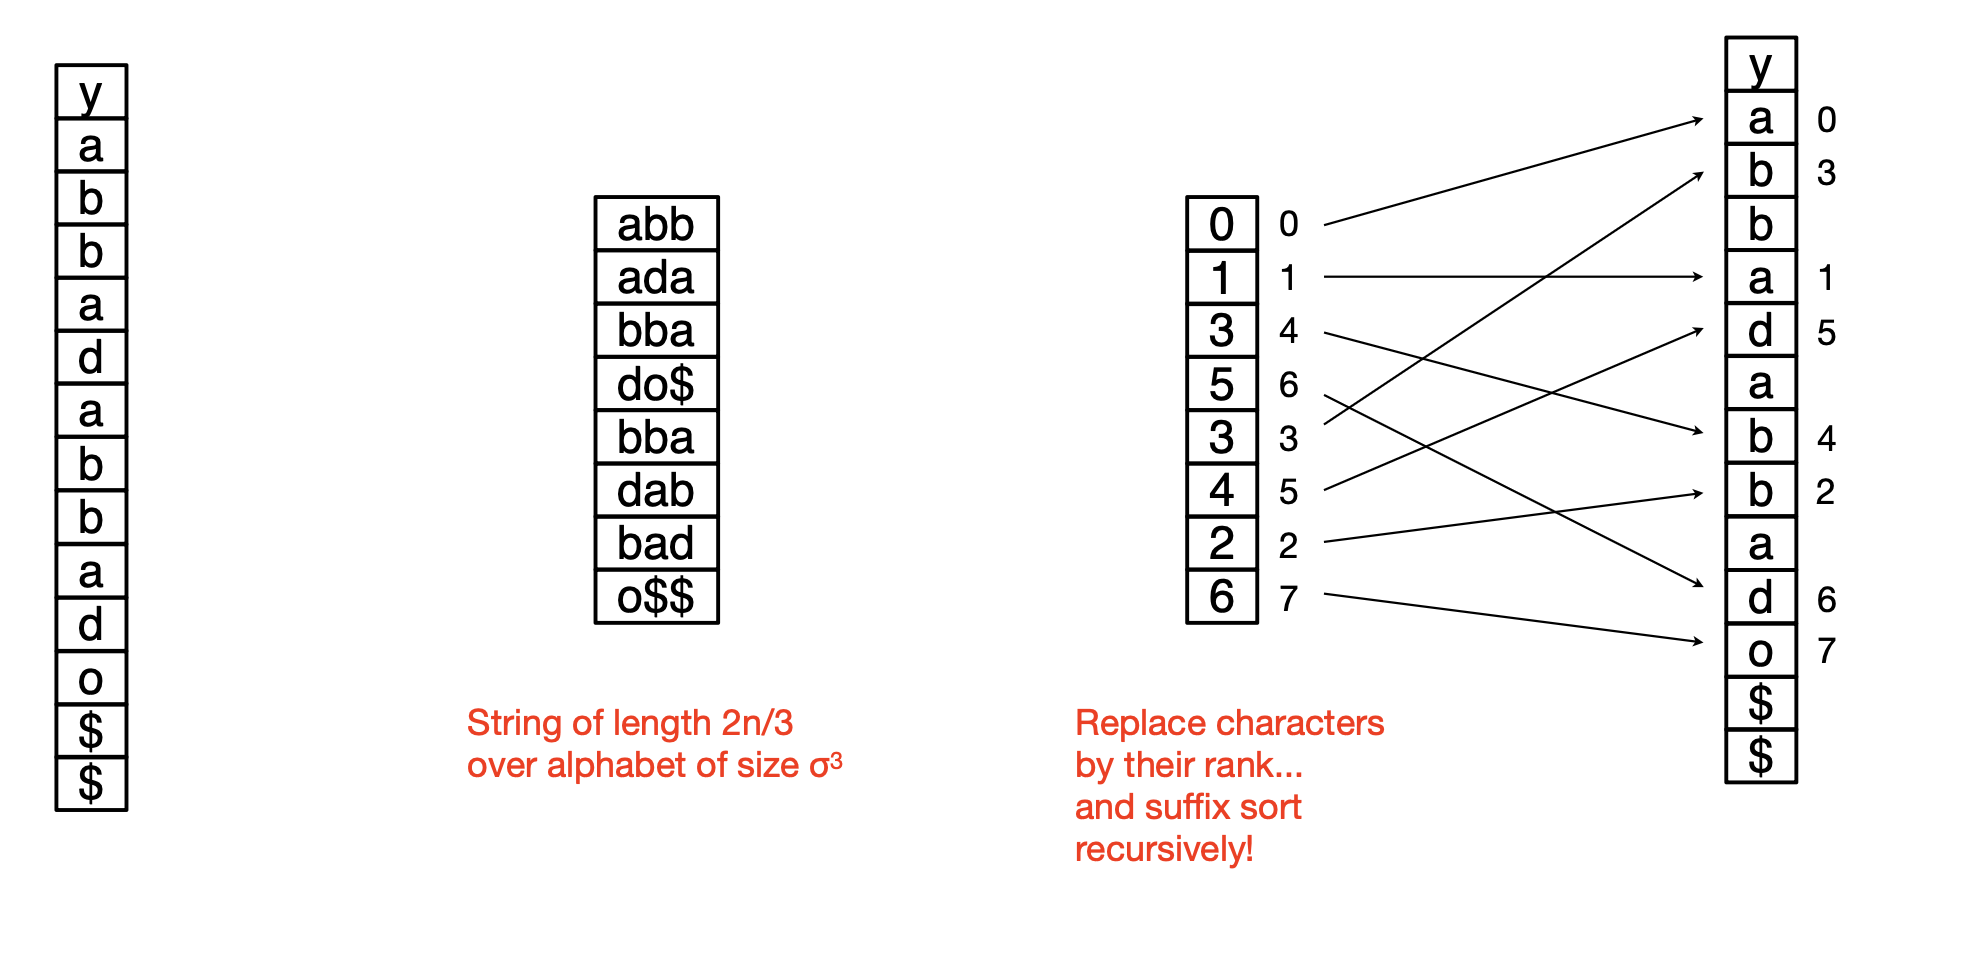 y
a
b
b
a
d
a
b
b
a
d
o
$
$
abb
ada
bba
do$
bba
dab
bad
o$$
String of length 2n/3
over alphabet of size σ³
0 0
1 1
3 4
5 6
3 3
4 5
2 2
6 7
Replace characters
by their rank...
and suffix sort
recursively!
y
a 0
b 3
b
a 1
d 5
a
b 4
b 2
a
d 6
o 7
$
$